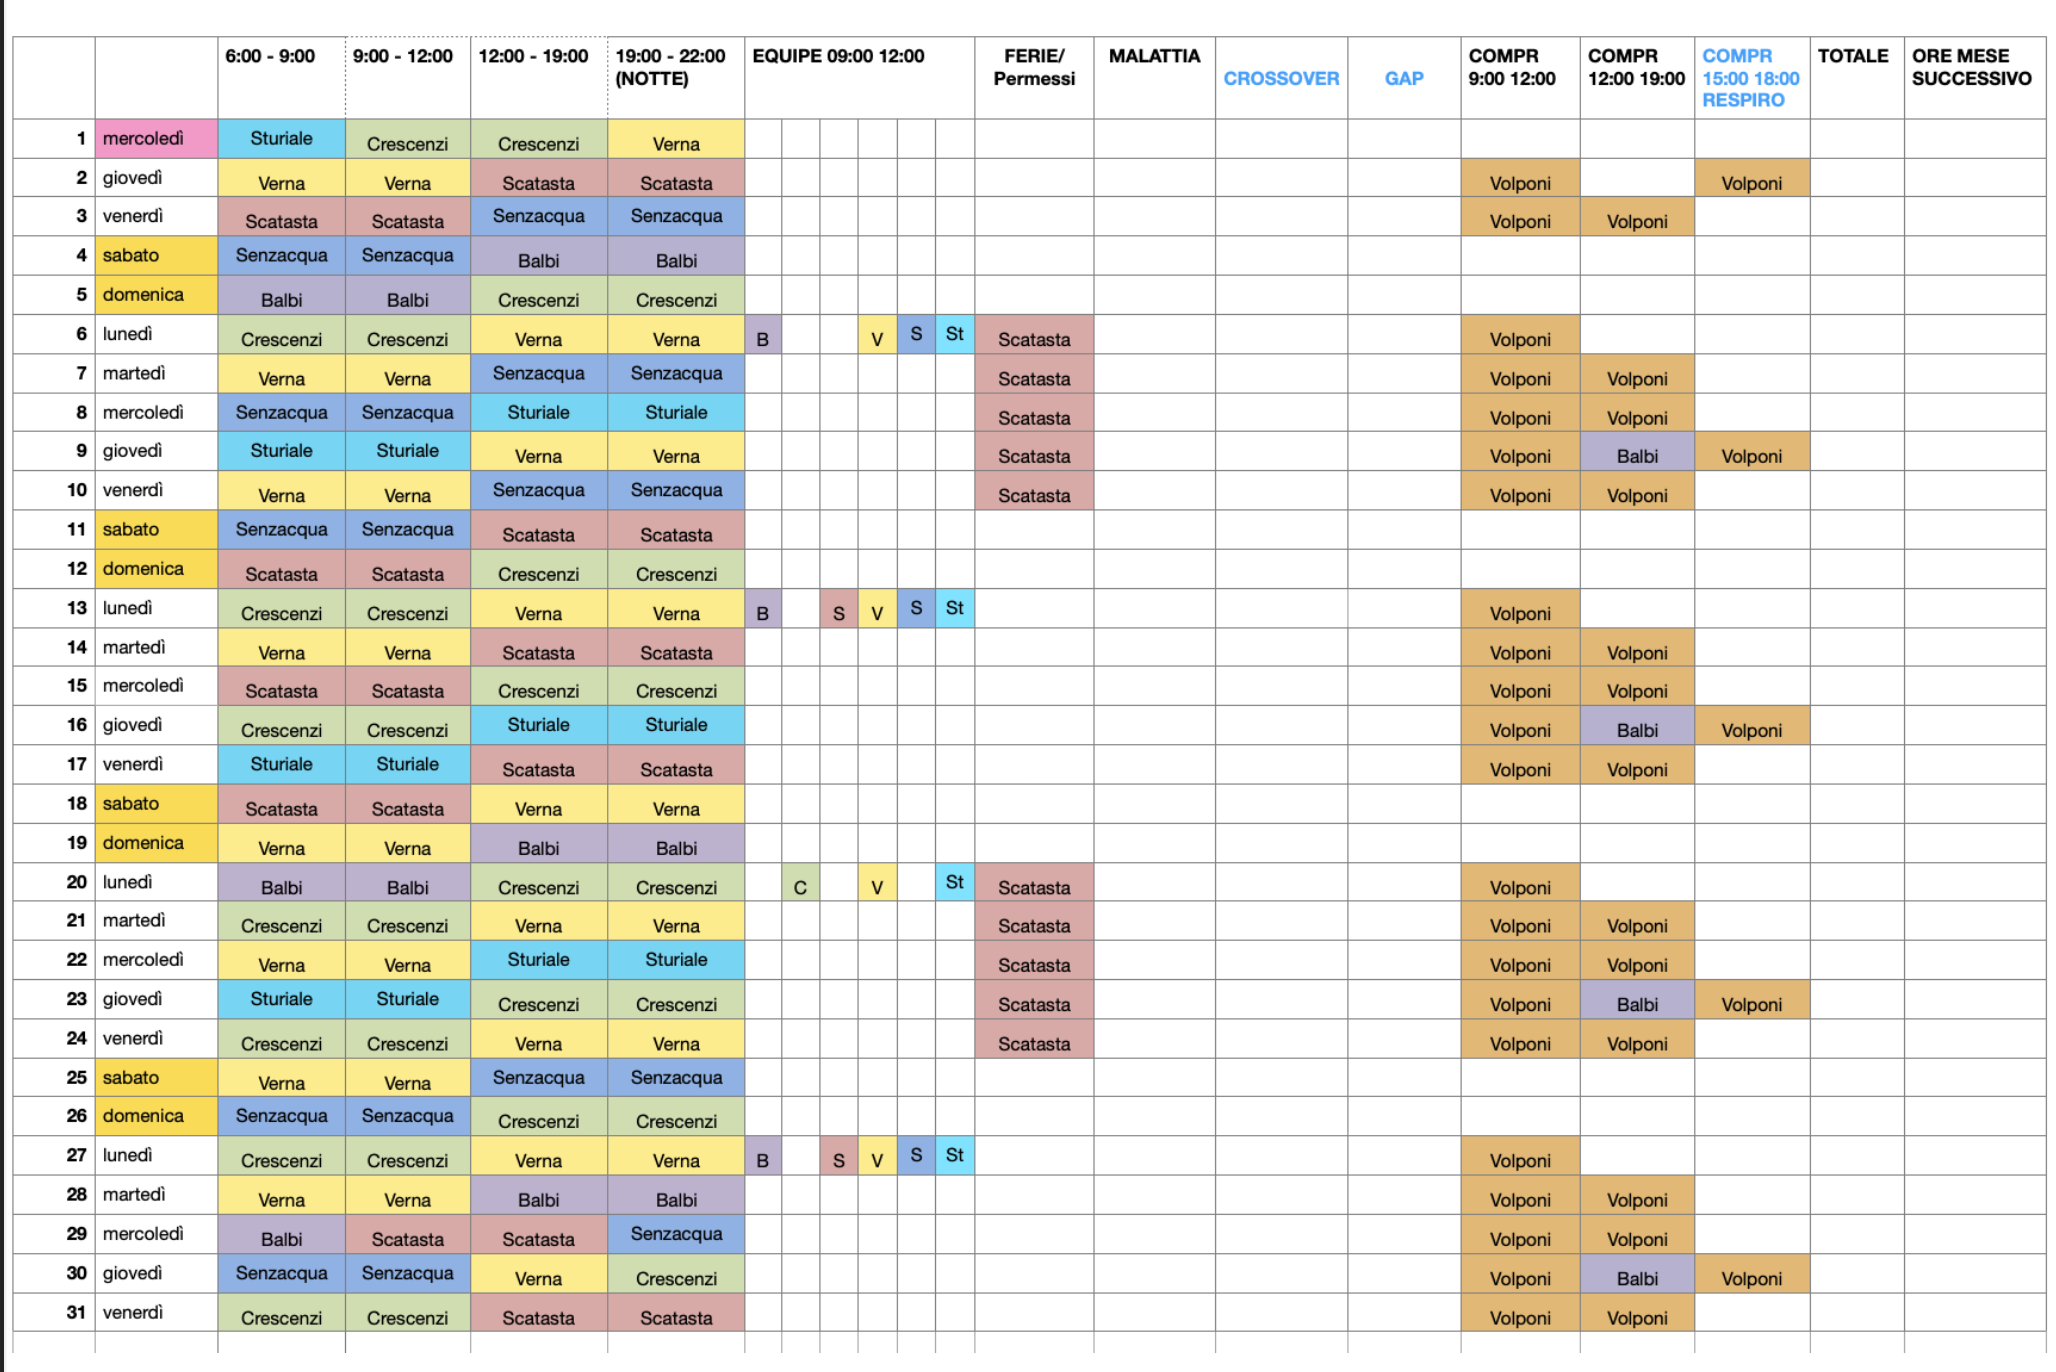 6:00 - 9:00 9:00 - 12:00 12:00 - 19:00 19:00 - 22:00 (NOTTE) EQUIPE 09:00 12:00 FERIE/ Permessi MALATTIA CROSSOVER GAP COMPR 9:00 12:00 COMPR 12:00 19:00 COMPR 15:00 18:00 RESPIRO TOTALE ORE MESE SUCCESSIVO
1 mercoledì Sturiale Crescenzi Crescenzi Verna
2 giovedì Verna Verna Scatasta Scatasta Volponi Volponi
3 venerdì Scatasta Scatasta Senzacqua Senzacqua Volponi Volponi
4 sabato Senzacqua Senzacqua Balbi Balbi
5 domenica Balbi Balbi Crescenzi Crescenzi
6 lunedì Crescenzi Crescenzi Verna Verna B V S St Scatasta Volponi
7 martedì Verna Verna Senzacqua Senzacqua Scatasta Volponi Volponi
8 mercoledì Senzacqua Senzacqua Sturiale Sturiale Scatasta Volponi Volponi
9 giovedì Sturiale Sturiale Verna Verna Scatasta Volponi Balbi Volponi
10 venerdì Verna Verna Senzacqua Senzacqua Scatasta Volponi Volponi
11 sabato Senzacqua Senzacqua Scatasta Scatasta
12 domenica Scatasta Scatasta Crescenzi Crescenzi
13 lunedì Crescenzi Crescenzi Verna Verna B S V S St Volponi
14 martedì Verna Verna Scatasta Scatasta Volponi Volponi
15 mercoledì Scatasta Scatasta Crescenzi Crescenzi Volponi Volponi
16 giovedì Crescenzi Crescenzi Sturiale Sturiale Volponi Balbi Volponi
17 venerdì Sturiale Sturiale Scatasta Scatasta Volponi Volponi
18 sabato Scatasta Scatasta Verna Verna
19 domenica Verna Verna Balbi Balbi
20 lunedì Balbi Balbi Crescenzi Crescenzi C V St Scatasta Volponi
21 martedì Crescenzi Crescenzi Verna Verna Scatasta Volponi Volponi
22 mercoledì Verna Verna Sturiale Sturiale Scatasta Volponi Volponi
23 giovedì Sturiale Sturiale Crescenzi Crescenzi Scatasta Volponi Balbi Volponi
24 venerdì Crescenzi Crescenzi Verna Verna Scatasta Volponi Volponi
25 sabato Verna Verna Senzacqua Senzacqua
26 domenica Senzacqua Senzacqua Crescenzi Crescenzi
27 lunedì Crescenzi Crescenzi Verna Verna B S V S St Volponi
28 martedì Verna Verna Balbi Balbi Volponi Volponi
29 mercoledì Balbi Scatasta Scatasta Senzacqua Volponi Volponi
30 giovedì Senzacqua Senzacqua Verna Crescenzi Volponi Balbi Volponi
31 venerdì Crescenzi Crescenzi Scatasta Scatasta Volponi Volponi